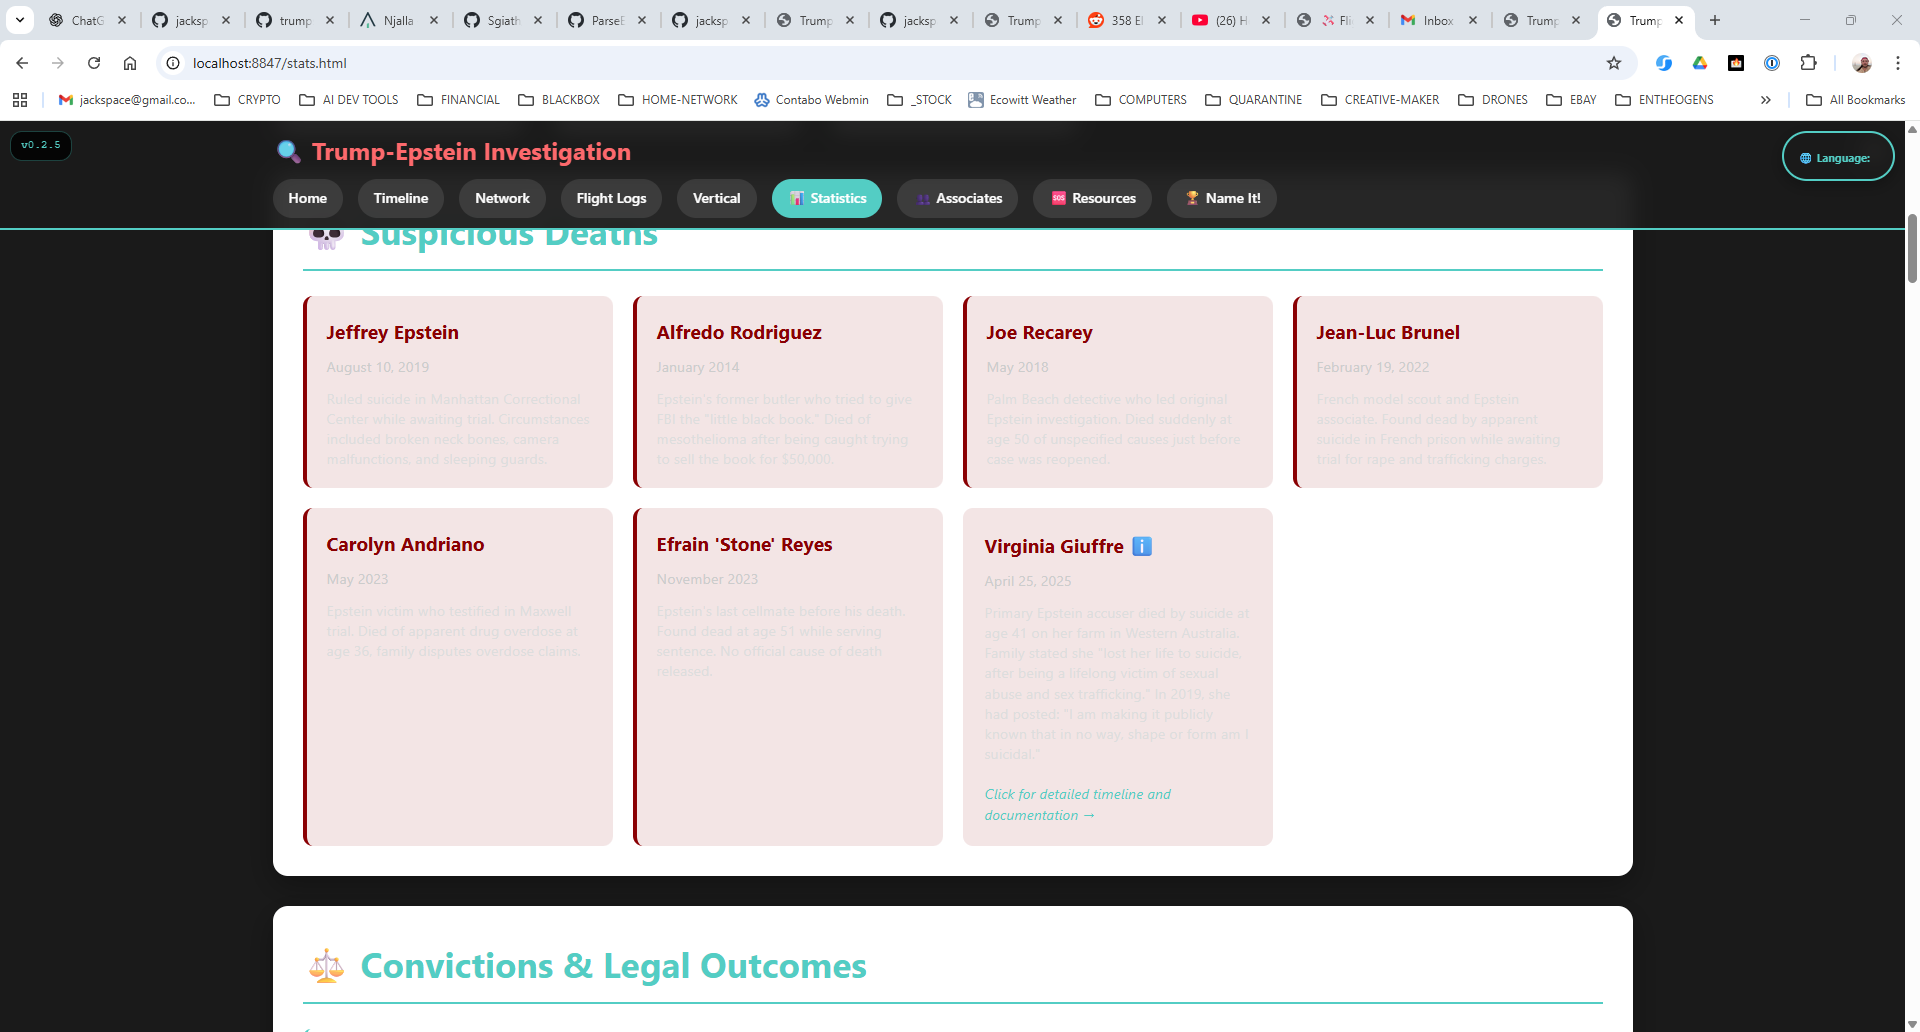 ChatG
jacksp
trump
Njalla
Sgiath
ParseE
jacksp
Trump
jacksp
Trump
358 E
(26) H
Fli
Inbox
Trump
Trump
localhost:8847/stats.html
jackspace@gmail.co...
CRYPTO
AI DEV TOOLS
FINANCIAL
BLACKBOX
HOME-NETWORK
Contabo Webmin
_STOCK
Ecowitt Weather
COMPUTERS
QUARANTINE
CREATIVE-MAKER
DRONES
EBAY
ENTHEOGENS
All Bookmarks
v0.2.5
Trump-Epstein Investigation
Language:
Home
Timeline
Network
Flight Logs
Vertical
Statistics
Associates
SOS Resources
Name It!
Suspicious Deaths
Jeffrey Epstein
August 10, 2019
Ruled suicide in Manhattan Correctional
Center while awaiting trial. Circumstances
included broken neck bones, camera
malfunctions, and sleeping guards.
Alfredo Rodriguez
January 2014
Epstein's former butler who tried to give
FBI the "little black book." Died of
mesothelioma after being caught trying
to sell the book for $50,000.
Joe Recarey
May 2018
Palm Beach detective who led original
Epstein investigation. Died suddenly at
age 50 of unspecified causes just before
case was reopened.
Jean-Luc Brunel
February 19, 2022
French model scout and Epstein
associate. Found dead by apparent
suicide in French prison while awaiting
trial for rape and trafficking charges.
Carolyn Andriano
May 2023
Epstein victim who testified in Maxwell
trial. Died of apparent drug overdose at
age 36, family disputes overdose claims.
Efrain 'Stone' Reyes
November 2023
Epstein's last cellmate before his death.
Found dead at age 51 while serving
sentence. No official cause of death
released.
Virginia Giuffre
April 25, 2025
Primary Epstein accuser died by suicide at
age 41 on her farm in Western Australia.
Family stated she "lost her life to suicide,
after being a lifelong victim of sexual
abuse and sex trafficking." In 2019, she
had posted: "I am making it publicly
known that in no way, shape or form am I
suicidal."
Click for detailed timeline and
documentation →
Convictions & Legal Outcomes